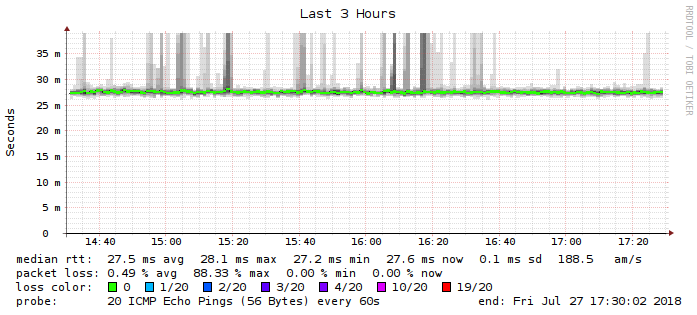 Last 3 Hours
RRDTOOL / TOBI OETIKER
Seconds
35 m
30 m
25 m
20 m
15 m
10 m
5 m
0
14:40 15:00 15:20 15:40 16:00 16:20 16:40 17:00 17:20
median rtt: 27.5 ms avg 28.1 ms max 27.2 ms min 27.6 ms now 0.1 ms sd 188.5 am/s
packet loss: 0.49 % avg 88.33 % max 0.00 % min 0.00 % now
loss color: 0 1/20 2/20 3/20 4/20 10/20 19/20
probe: 20 ICMP Echo Pings (56 Bytes) every 60s end: Fri Jul 27 17:30:02 2018